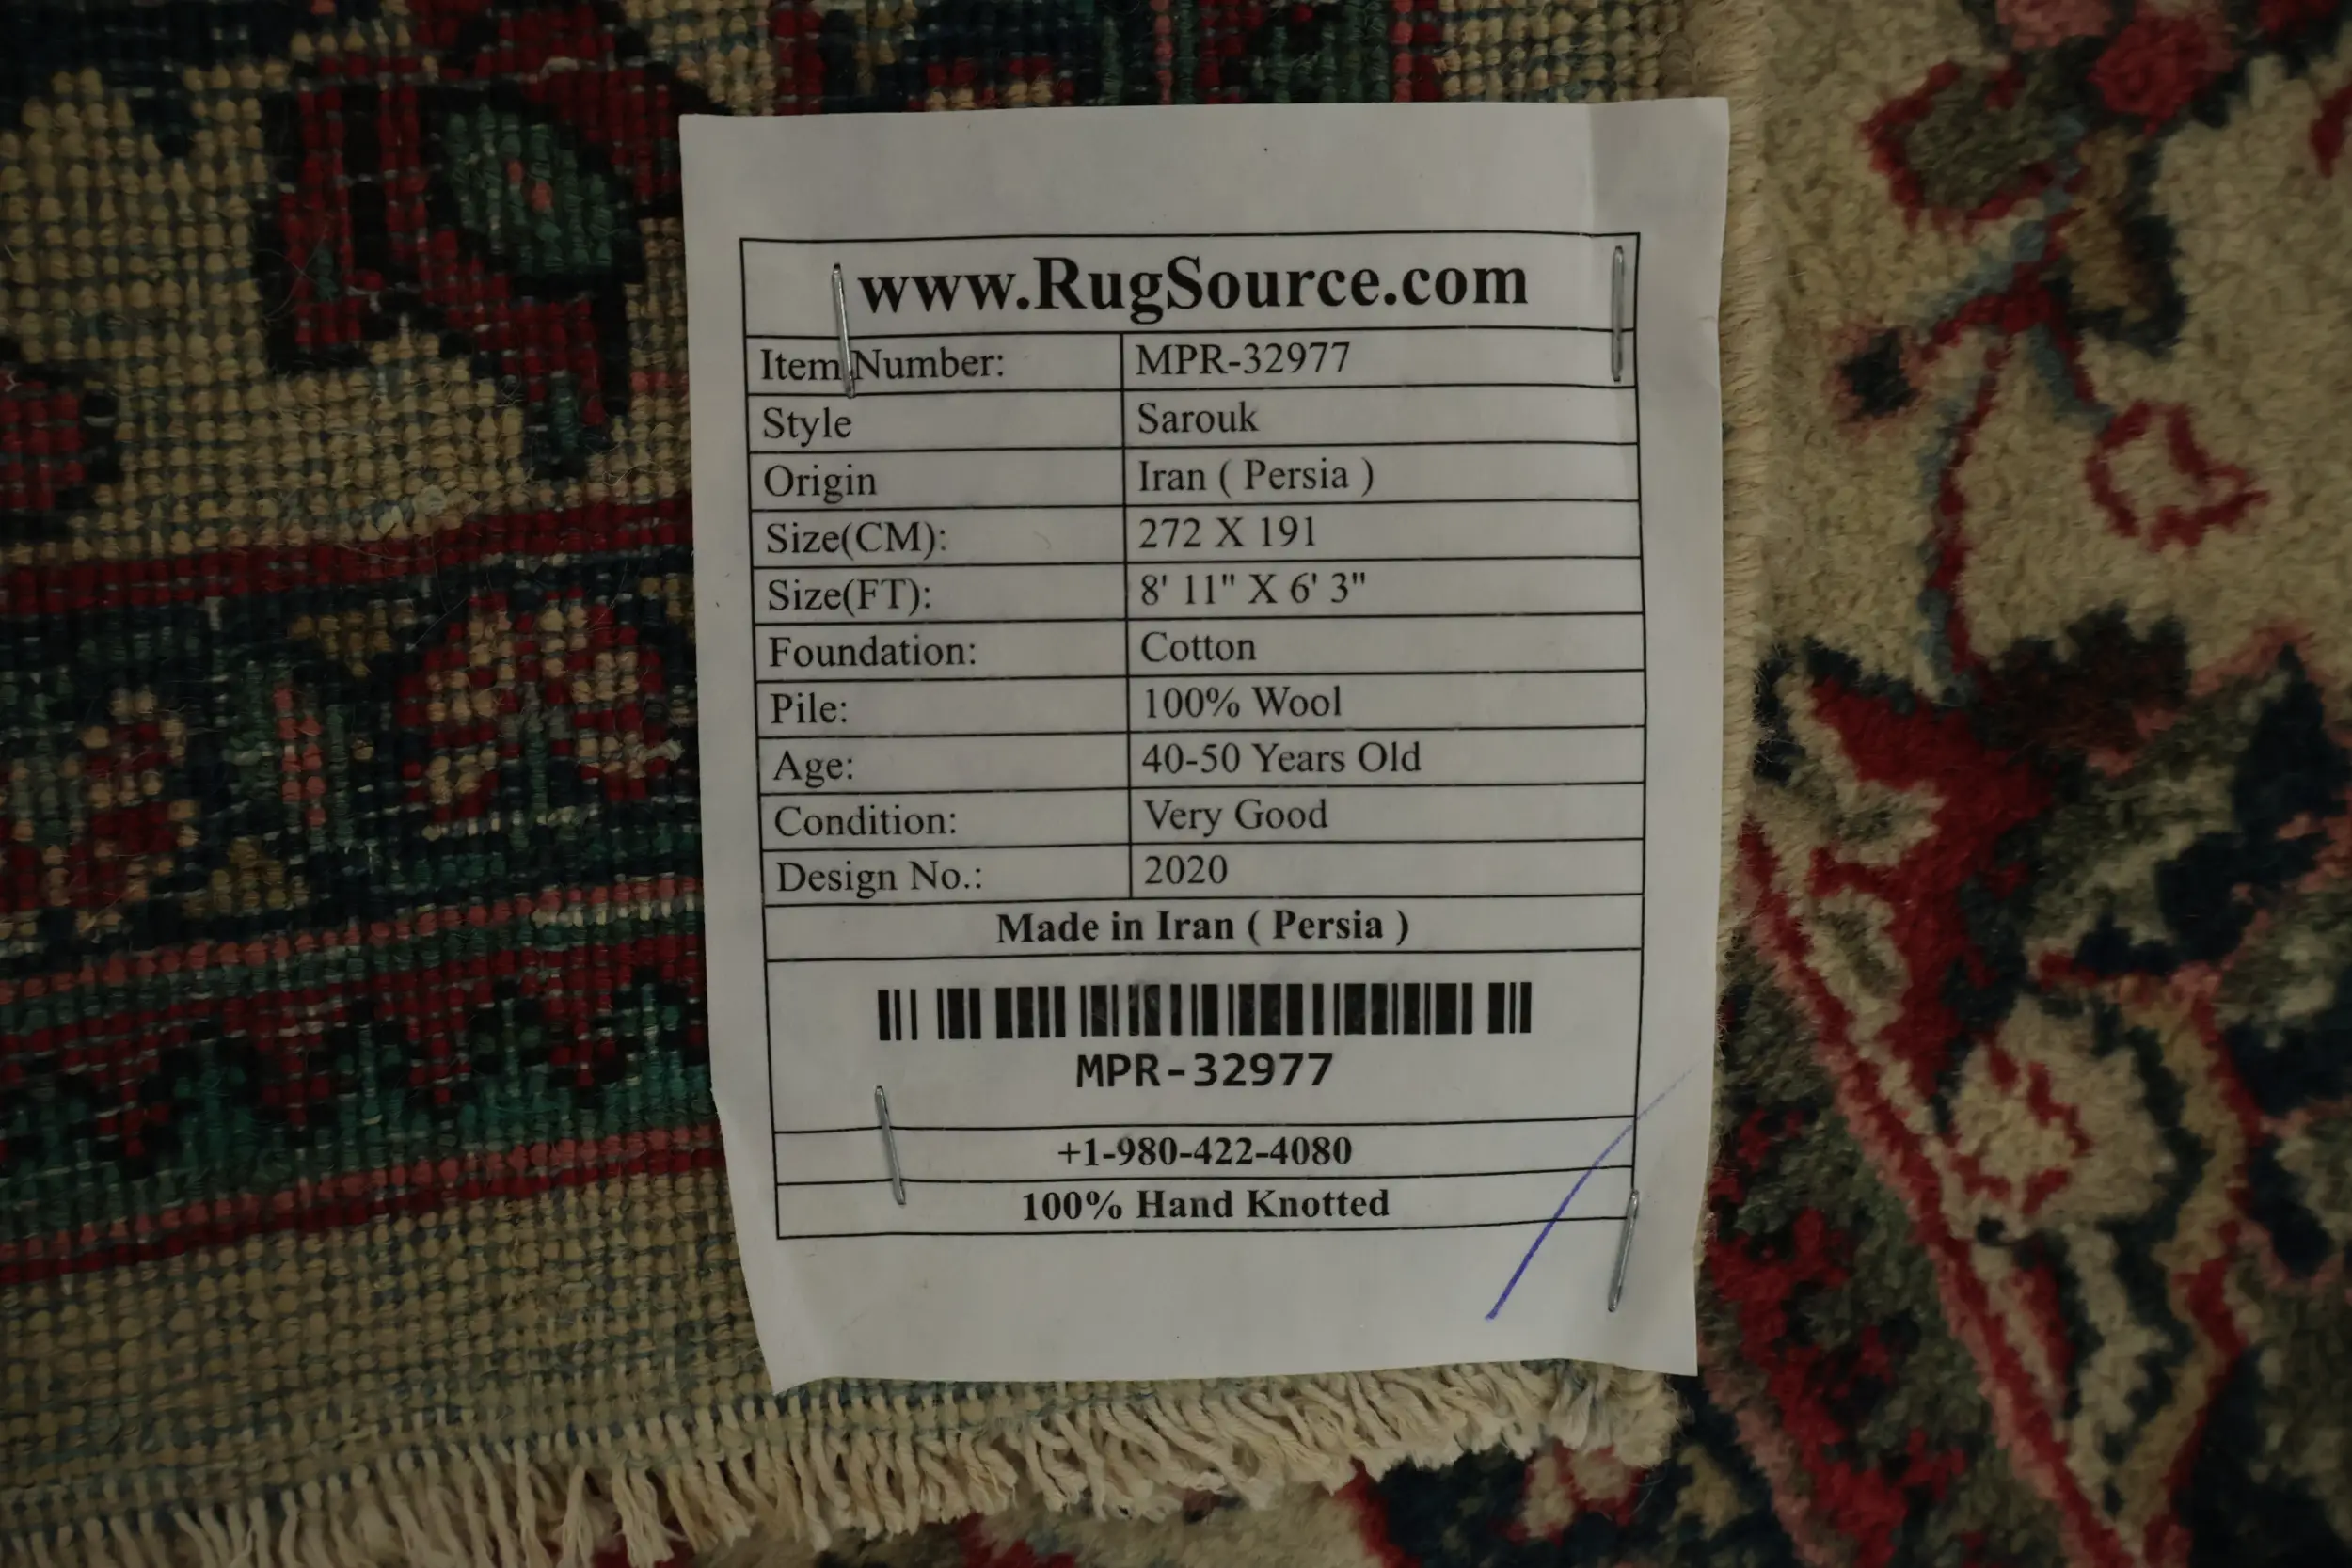 www.RugSource.com
Item Number: MPR-32977
Style Sarouk
Origin Iran ( Persia )
Size(CM): 272 X 191
Size(FT): 8' 11" X 6' 3"
Foundation: Cotton
Pile: 100% Wool
Age: 40-50 Years Old
Condition: Very Good
Design No.: 2020
Made in Iran ( Persia )
MPR-32977
+1-980-422-4080
100% Hand Knotted